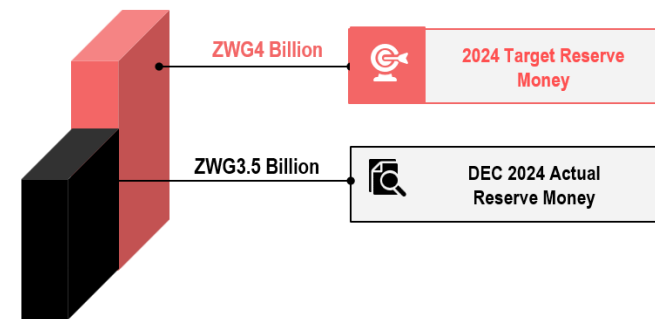 ZWG4 Billion
2024 Target Reserve
Money
ZWG3.5 Billion
DEC 2024 Actual
Reserve Money